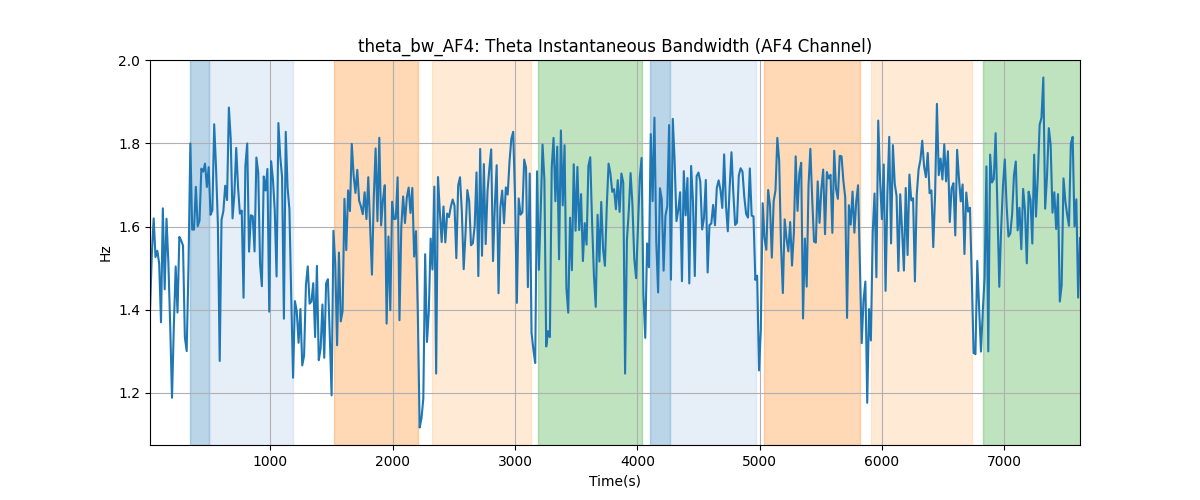 theta_bw_AF4: Theta Instantaneous Bandwidth (AF4 Channel)
2.0
1.8
1.6
1.4
1.2
Hz
1000 2000 3000 4000 5000 6000 7000
Time(s)